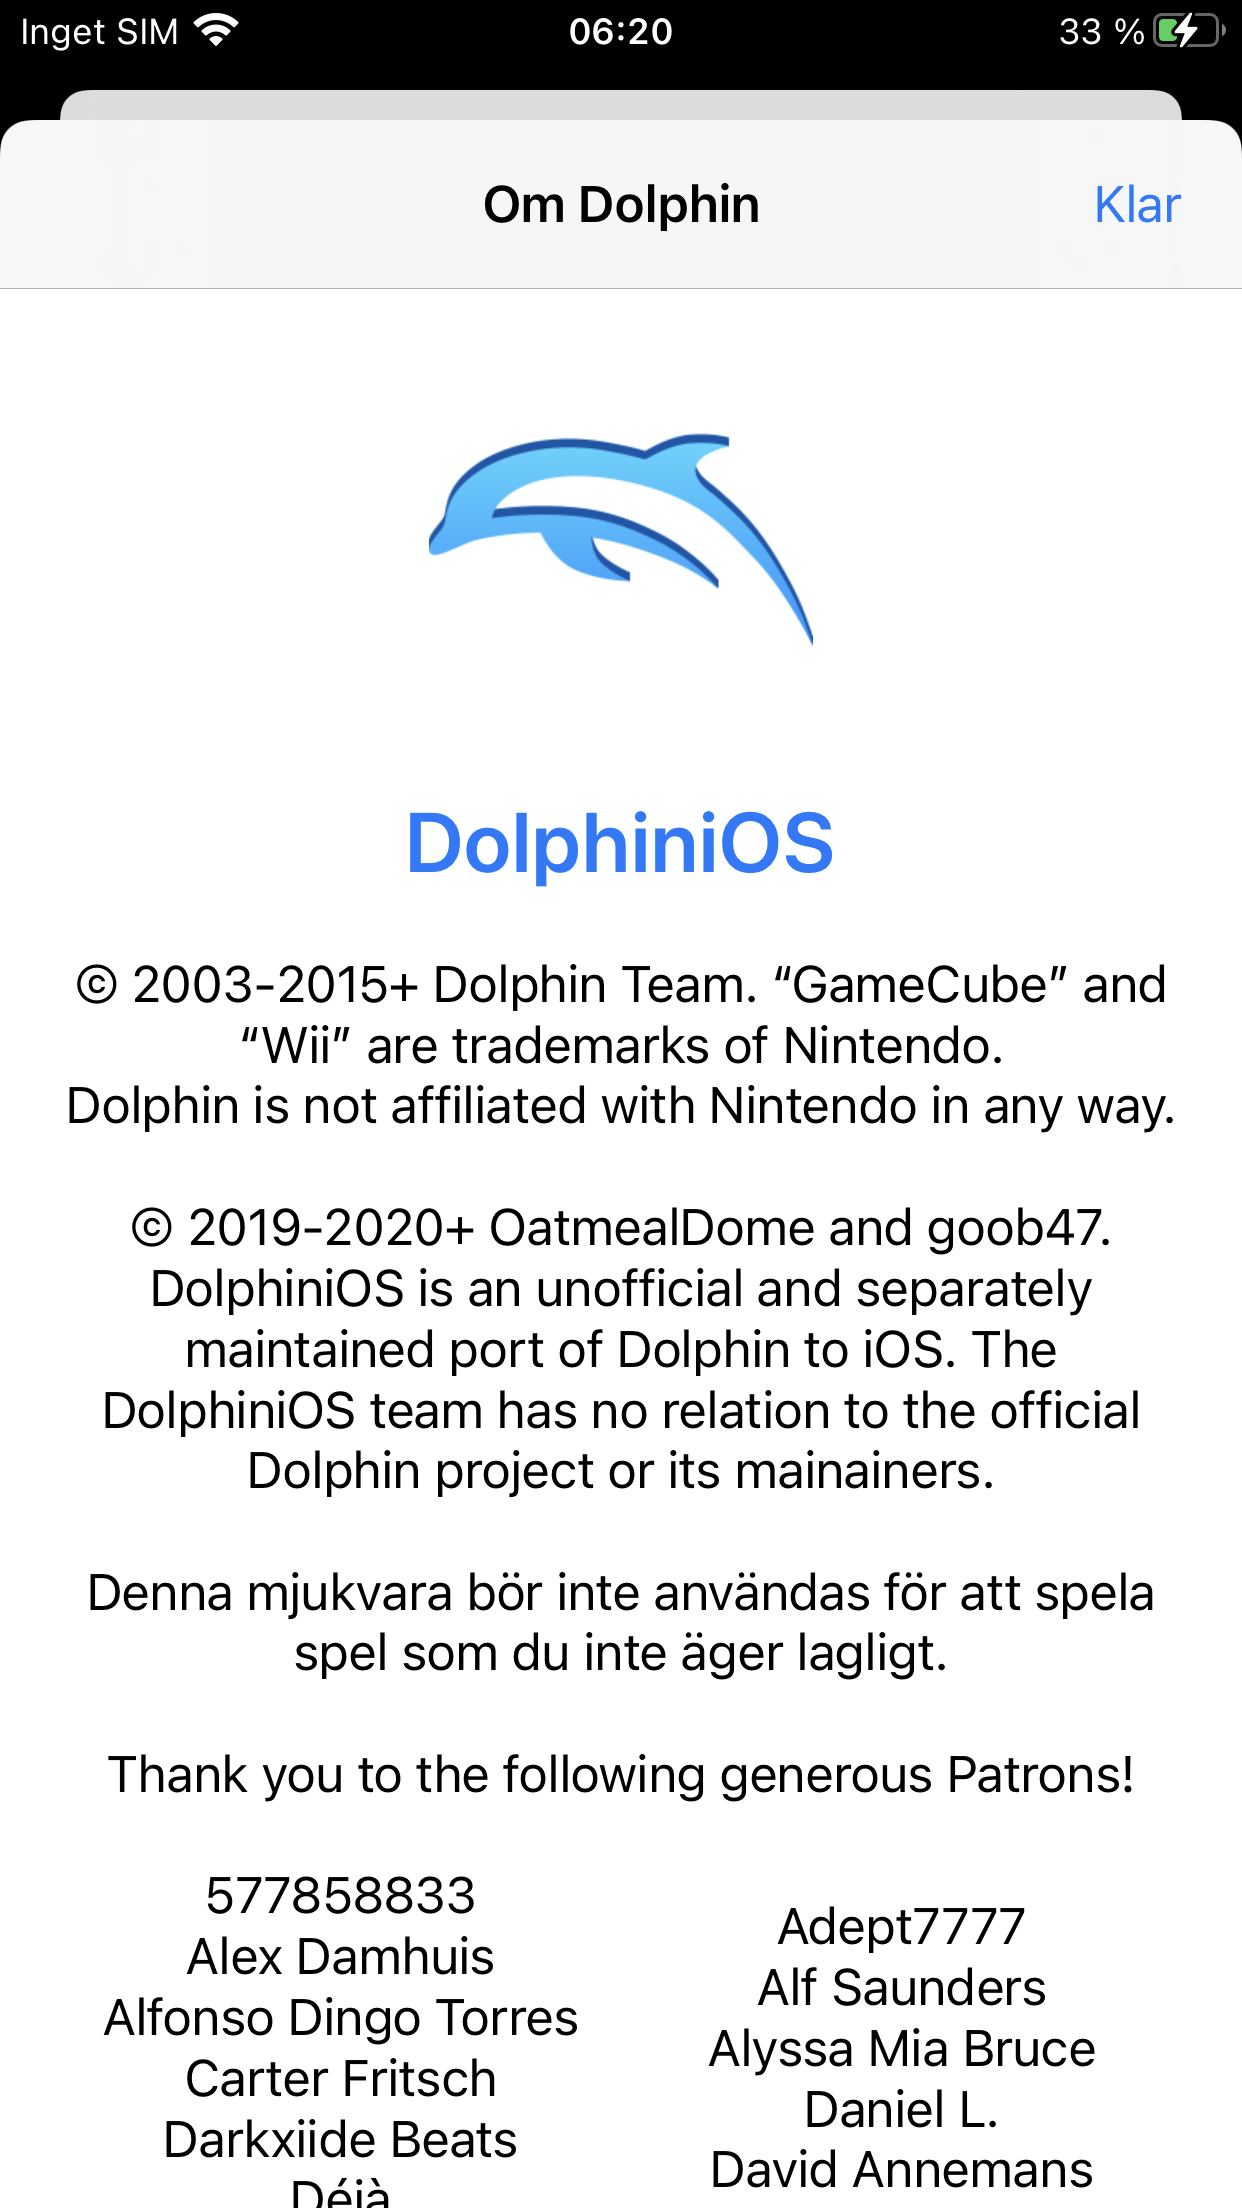 Inget SIM
06:20
33 %
Om Dolphin
Klar
DolphiniOS
© 2003-2015+ Dolphin Team. “GameCube” and
“Wii” are trademarks of Nintendo.
Dolphin is not affiliated with Nintendo in any way.
© 2019-2020+ OatmealDome and goob47.
DolphiniOS is an unofficial and separately
maintained port of Dolphin to iOS. The
DolphiniOS team has no relation to the official
Dolphin project or its mainainers.
Denna mjukvara bör inte användas för att spela
spel som du inte äger lagligt.
Thank you to the following generous Patrons!
577858833
Alex Damhuis
Alfonso Dingo Torres
Carter Fritsch
Darkxiide Beats
Déjà
Adept7777
Alf Saunders
Alyssa Mia Bruce
Daniel L.
David Annemans